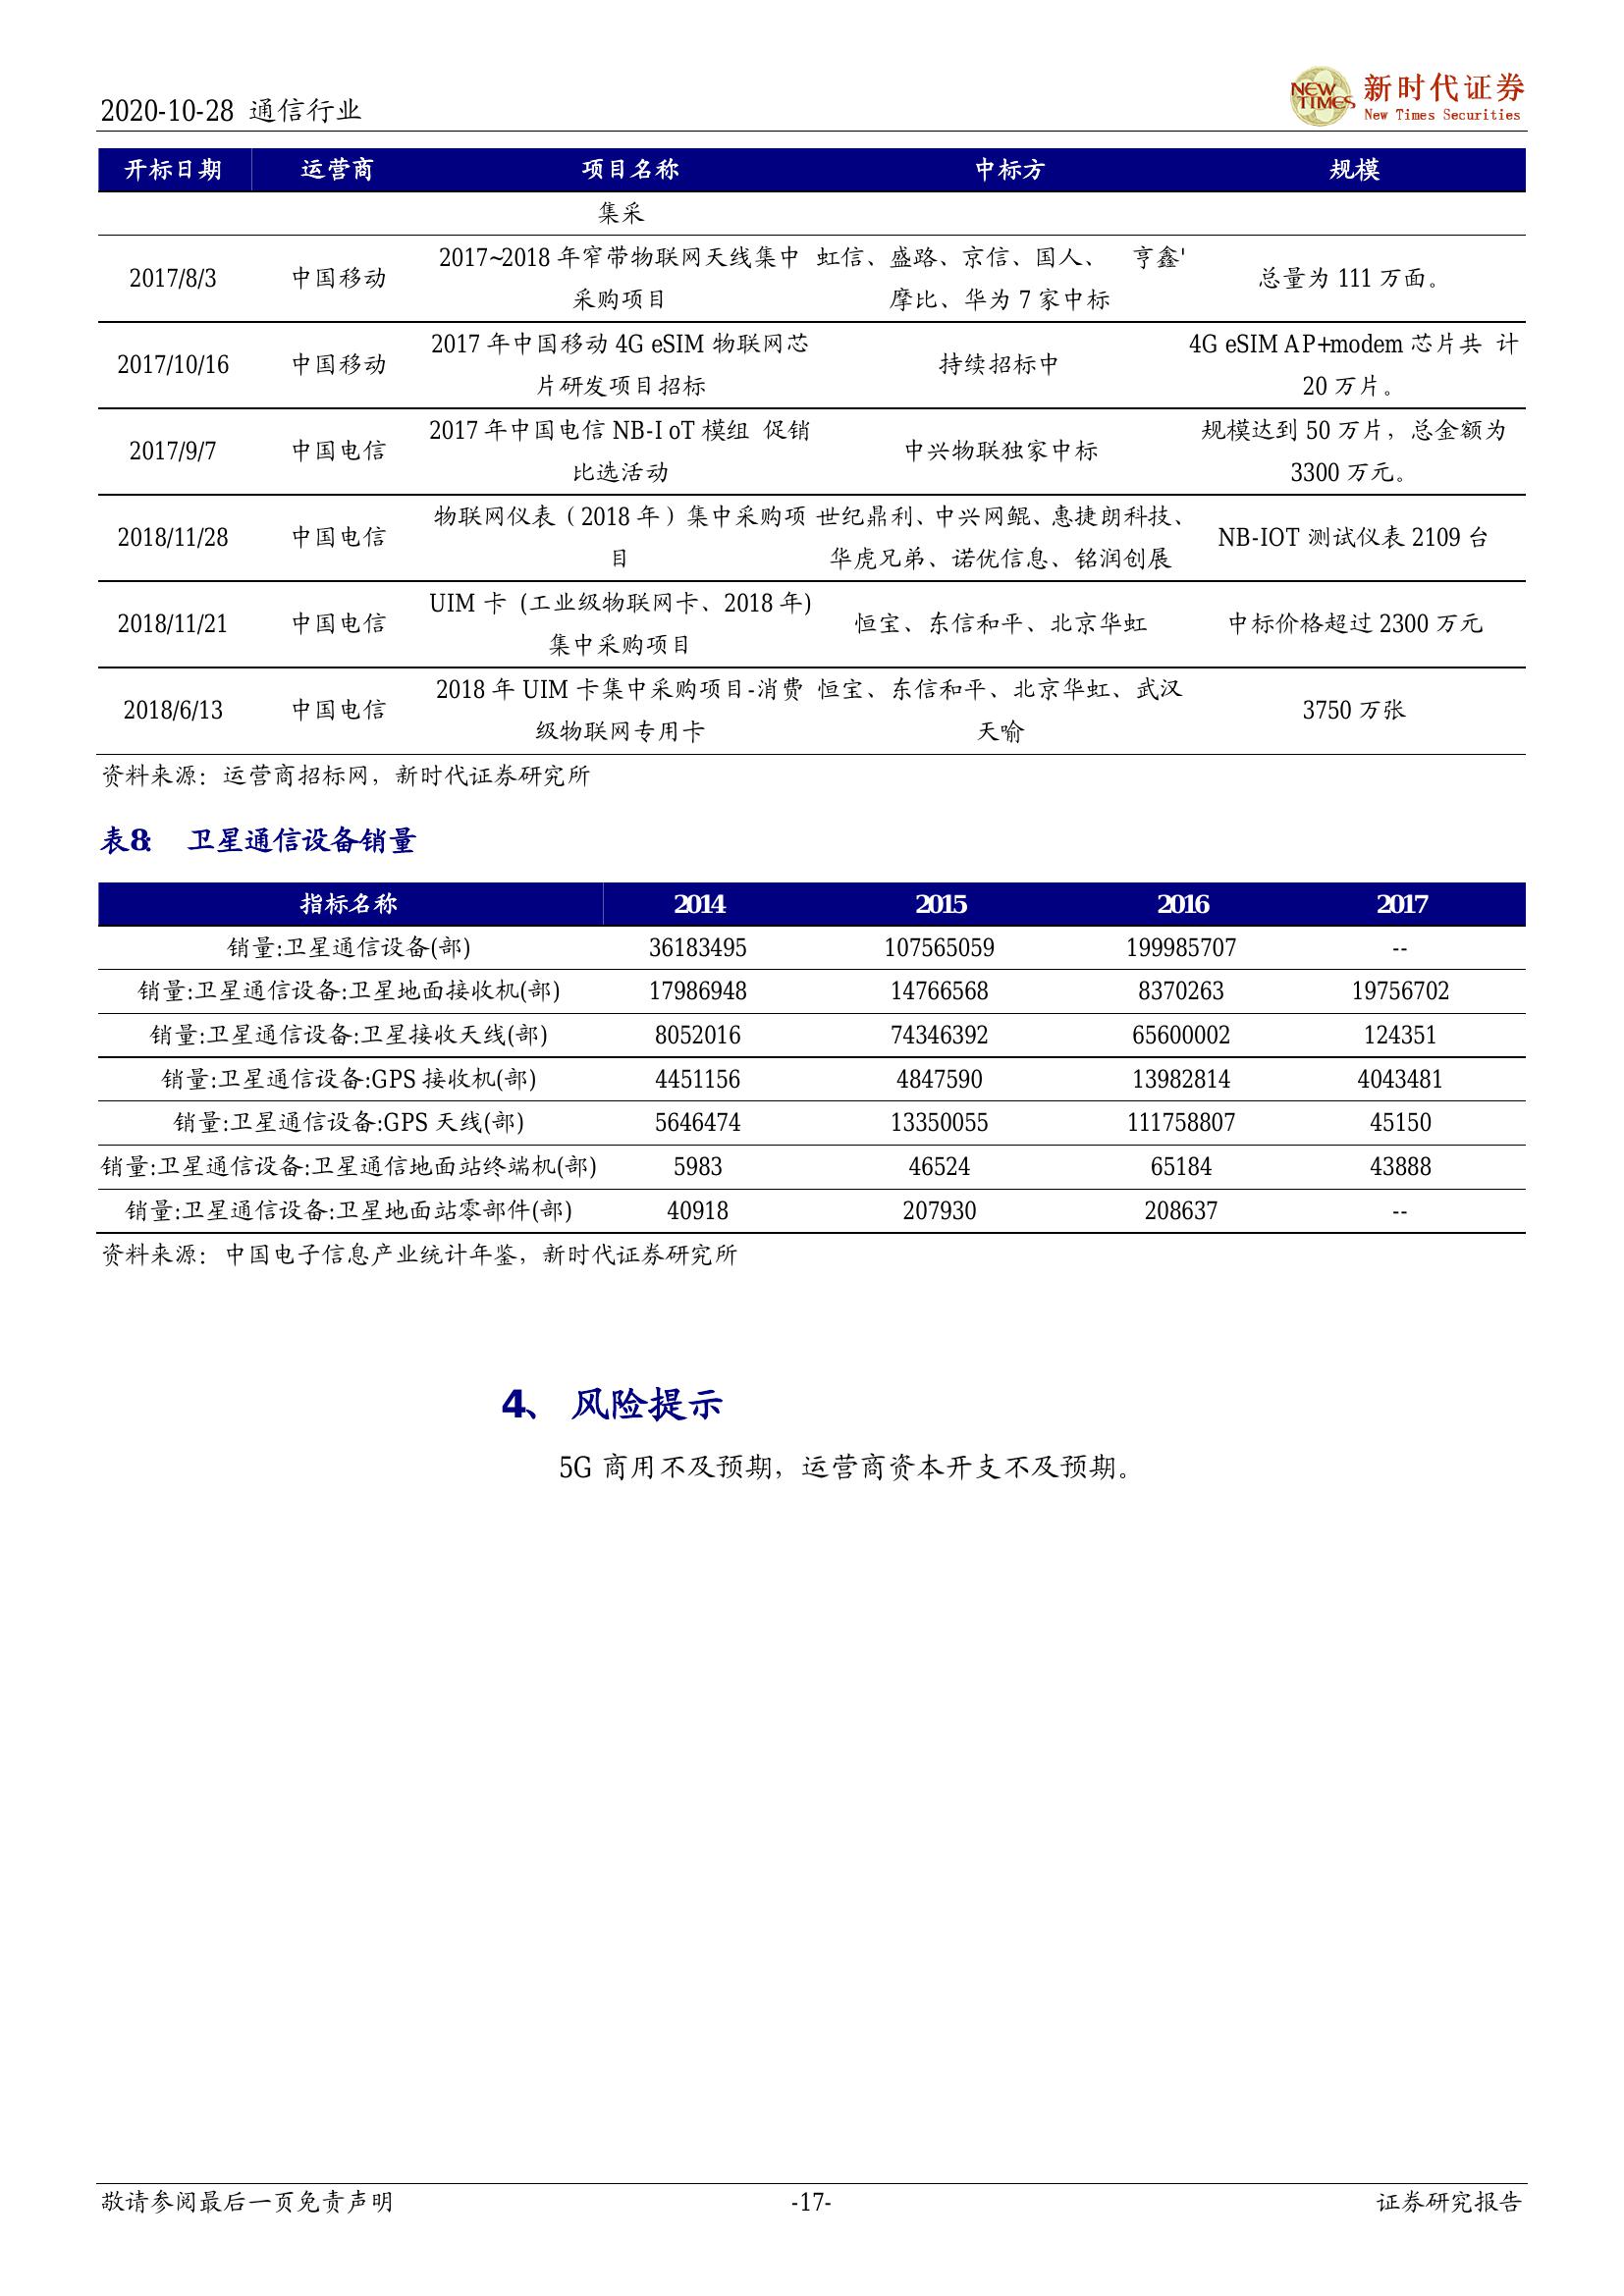 2020-10-28 通信行业
NEW TIMES
新时代证券
New Times Securities
开标日期 运营商 项目名称 中标方 规模
集采
2017/8/3 中国移动 2017~2018 年窄带物联网天线集中 采购项目 虹信、盛路、京信、国人、 亨鑫' 摩比、华为 7 家中标 总量为 111 万面。
2017/10/16 中国移动 2017 年中国移动 4G eSIM 物联网芯 片研发项目招标 持续招标中 4G eSIM AP+modem 芯片共 计 20 万片。
2017/9/7 中国电信 2017 年中国电信 NB-I oT 模组 促销 比选活动 中兴物联独家中标 规模达到 50 万片，总金额为 3300 万元。
2018/11/28 中国电信 物联网仪表（2018 年）集中采购项 目 世纪鼎利、中兴网鲲、惠捷朗科技、 华虎兄弟、诺优信息、铭润创展 NB-IOT 测试仪表 2109 台
2018/11/21 中国电信 UIM 卡 (工业级物联网卡、2018 年) 集中采购项目 恒宝、东信和平、北京华虹 中标价格超过 2300 万元
2018/6/13 中国电信 2018 年 UIM 卡集中采购项目-消费 级物联网专用卡 恒宝、东信和平、北京华虹、武汉 天喻 3750 万张
资料来源：运营商招标网，新时代证券研究所
表8： 卫星通信设备销量
指标名称 2014 2015 2016 2017
销量:卫星通信设备(部) 36183495 107565059 199985707 --
销量:卫星通信设备:卫星地面接收机(部) 17986948 14766568 8370263 19756702
销量:卫星通信设备:卫星接收天线(部) 8052016 74346392 65600002 124351
销量:卫星通信设备:GPS 接收机(部) 4451156 4847590 13982814 4043481
销量:卫星通信设备:GPS 天线(部) 5646474 13350055 111758807 45150
销量:卫星通信设备:卫星通信地面站终端机(部) 5983 46524 65184 43888
销量:卫星通信设备:卫星地面站零部件(部) 40918 207930 208637 --
资料来源：中国电子信息产业统计年鉴，新时代证券研究所
4、 风险提示
5G 商用不及预期，运营商资本开支不及预期。
敬请参阅最后一页免责声明 -17- 证券研究报告